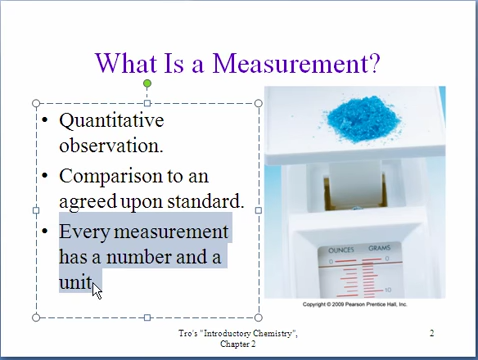 What Is a Measurement?
• Quantitative
observation.
• Comparison to an
agreed upon standard.
• Every measurement
has a number and a
unit.
OUNCES GRAMS
0 0
10
Copyright © 2009 Pearson Prentice Hall, Inc.
Tro's "Introductory Chemistry",
Chapter 2
2